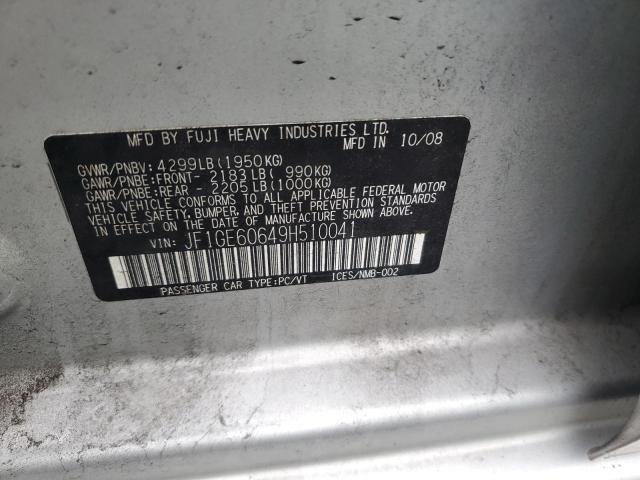 MFD BY FUJI HEAVY INDUSTRIES LTD.
MFD IN 10/08
GVWR/PNBV: 4299LB(1950KG)
GAWR/PNBE:FRONT- 2183LB( 990KG)
GAWR/PNBE:REAR - 2205LB(1000KG)
THIS VEHICLE CONFORMS TO ALL APPLICABLE FEDERAL MOTOR
VEHICLE SAFETY, BUMPER, AND THEFT PREVENTION STANDARDS
IN EFFECT ON THE DATE OF MANUFACTURE SHOWN ABOVE.
VIN: JF1GE60649H510041
PASSENGER CAR TYPE:PC/VT ICES/NMB-002